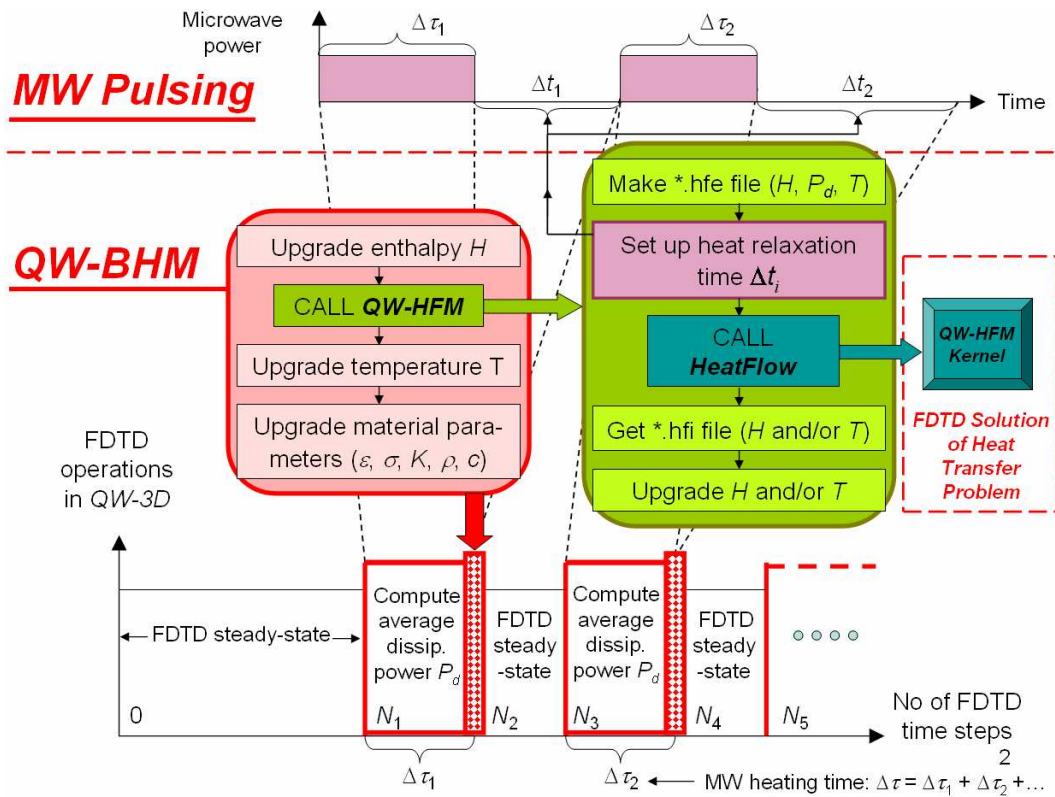 Microwave
power
Δτ1
Δτ2
MW Pulsing
Δt1
Δt2
Time
QW-BHM
Upgrade enthalpy H
CALL QW-HFM
Upgrade temperature T
Upgrade material para-
meters (ε, σ, K, ρ, c)
Make *.hfe file (H, Pd, T)
Set up heat relaxation
time Δti
CALL
HeatFlow
Get *.hfi file (H and/or T)
Upgrade H and/or T
QW-HFM
Kernel
FDTD Solution
of Heat
Transfer
Problem
FDTD
operations
in QW-3D
FDTD steady-state
Compute
average
dissip.
power Pd
FDTD
steady
-state
Compute
average
dissip.
power Pd
FDTD
steady
-state
0
N1
N2
N3
N4
N5
No of FDTD
time steps
2
Δτ1
Δτ2
MW heating time: Δτ = Δτ1 + Δτ2 +...